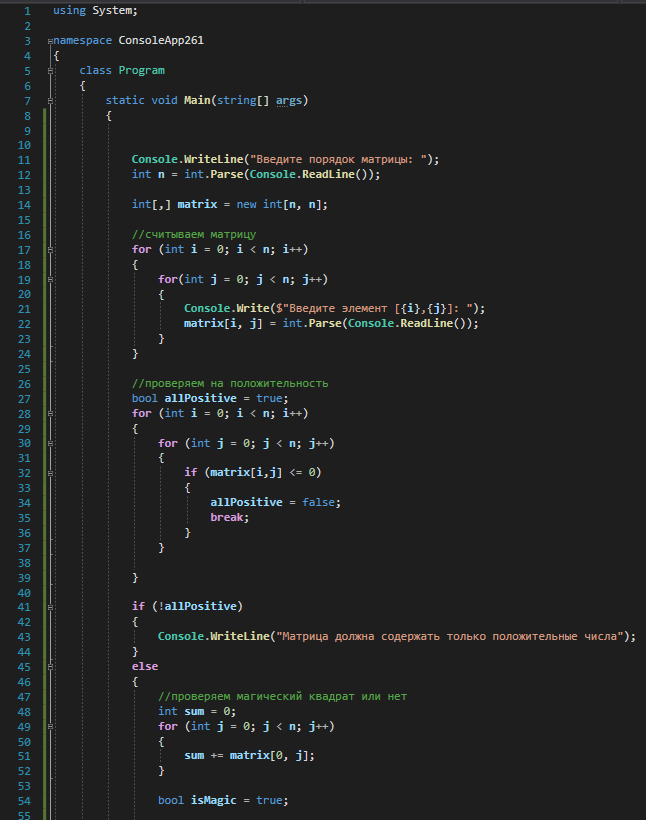 1 using System;
2
3 namespace ConsoleApp261
4 {
5 class Program
6 {
7 static void Main(string[] args)
8 {
9
10
11 Console.WriteLine("Введите порядок матрицы: ");
12 int n = int.Parse(Console.ReadLine());
13
14 int[,] matrix = new int[n, n];
15
16 //считываем матрицу
17 for (int i = 0; i < n; i++)
18 {
19 for(int j = 0; j < n; j++)
20 {
21 Console.Write($"Введите элемент [{i},{j}]: ");
22 matrix[i, j] = int.Parse(Console.ReadLine());
23 }
24 }
25
26 //проверяем на положительность
27 bool allPositive = true;
28 for (int i = 0; i < n; i++)
29 {
30 for (int j = 0; j < n; j++)
31 {
32 if (matrix[i,j] <= 0)
33 {
34 allPositive = false;
35 break;
36 }
37 }
38
39 }
40
41 if (!allPositive)
42 {
43 Console.WriteLine("Матрица должна содержать только положительные числа");
44 }
45 else
46 {
47 //проверяем магический квадрат или нет
48 int sum = 0;
49 for (int j = 0; j < n; j++)
50 {
51 sum += matrix[0, j];
52 }
53
54 bool isMagic = true;
55